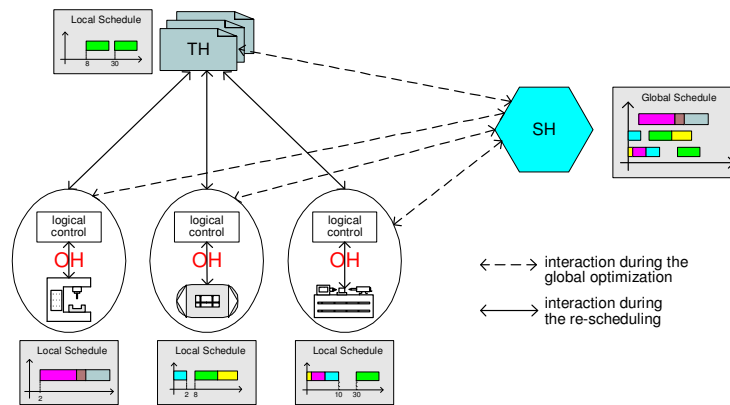 Local Schedule
8
30
TH
SH
Global Schedule
logical
control
OH
logical
control
OH
logical
control
OH
interaction during the
global optimization
interaction during
the re-scheduling
Local Schedule
2
Local Schedule
2
8
Local Schedule
10
30